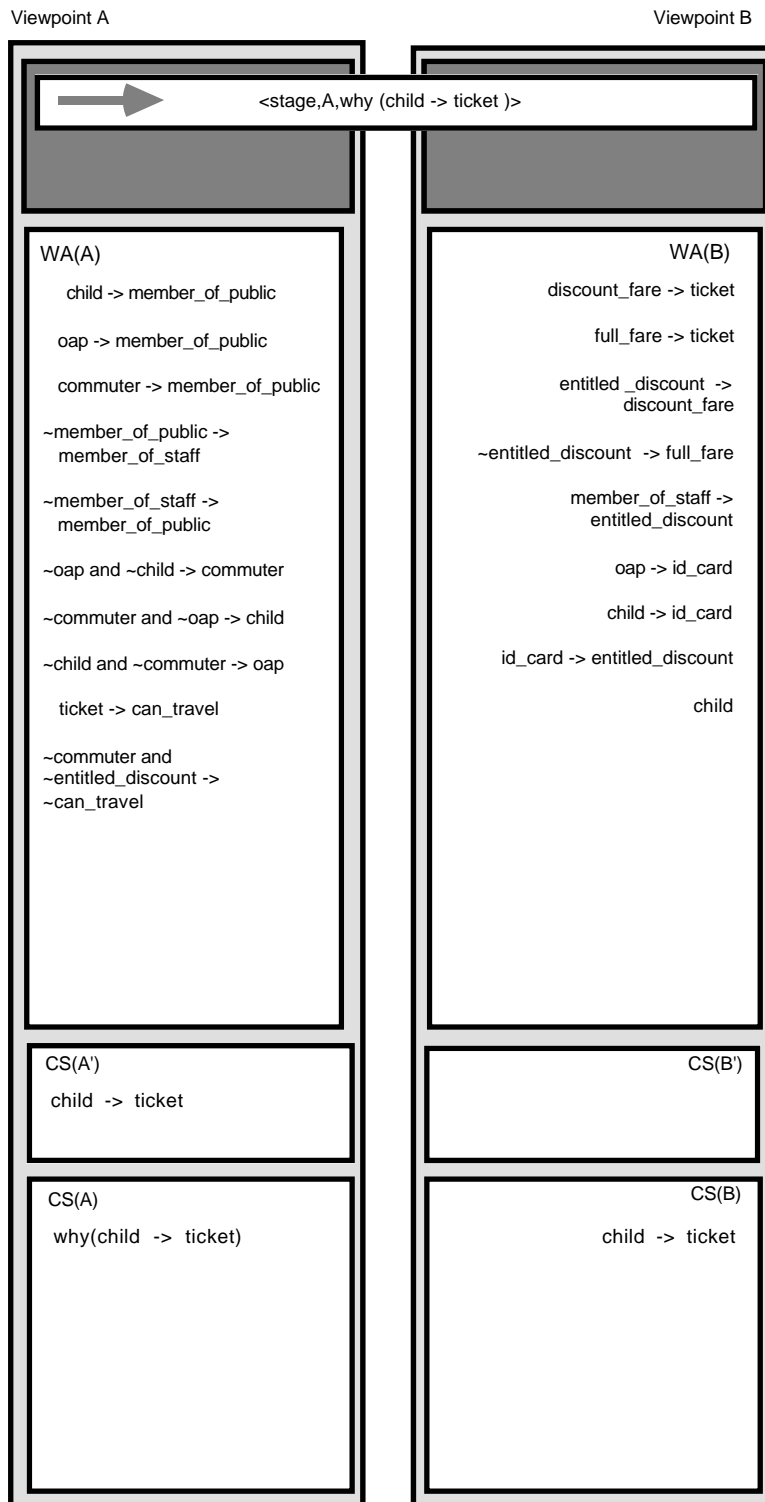 Viewpoint A
Viewpoint B
<stage,A,why (child -> ticket )>
WA(A)
child -> member_of_public
oap -> member_of_public
commuter -> member_of_public
~member_of_public ->
member_of_staff
~member_of_staff ->
member_of_public
~oap and ~child -> commuter
~commuter and ~oap -> child
~child and ~commuter -> oap
ticket -> can_travel
~commuter and
~entitled_discount ->
~can_travel
WA(B)
discount_fare -> ticket
full_fare -> ticket
entitled _discount ->
discount_fare
~entitled_discount -> full_fare
member_of_staff ->
entitled_discount
oap -> id_card
child -> id_card
id_card -> entitled_discount
child
CS(A')
child -> ticket
CS(B')
CS(A)
why(child -> ticket)
CS(B)
child -> ticket